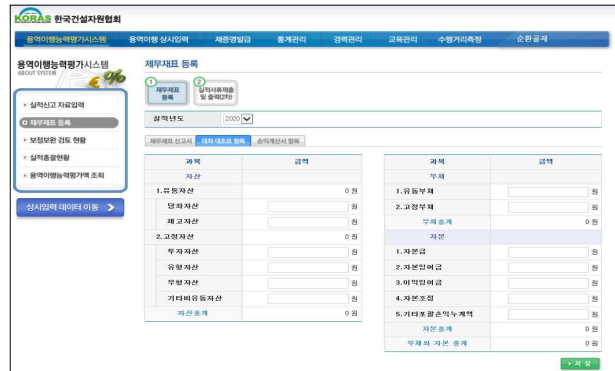 KORAS 한국건설자원협회
용역이행능력평가시스템 용역이행 상시입력 제증명발급 통계관리 경력관리 교육관리 수행거리측정 순환골재
용역이행능력평가시스템
ABOUT SYSTEM
실적신고 자료입력
재무제표 등록
보정보완 검토 현황
실적총괄현황
용역이행능력평가액 조회
상시입력 데이터 이동
재무제표 등록
1 재무제표 등록
2 실적서류제출 및 출력(2차)
실적년도 2020
재무제표 신고서 대차 대조표 항목 손익계산서 항목
과목 금액
자산
1.유동자산 0 원
당좌자산 원
재고자산 원
2.고정자산 0 원
투자자산 원
유형자산 원
무형자산 원
기타비유동자산 원
자산총계 0 원
과목 금액
부채
1.유동부채 원
2.고정부채 원
부채총계 0 원
자본
1.자본금 원
2.자본잉여금 원
3.이익잉여금 원
4.자본조정 원
5.기타포괄손익누계액 원
자본총계 0 원
부채와 자본 총계 0 원
저장